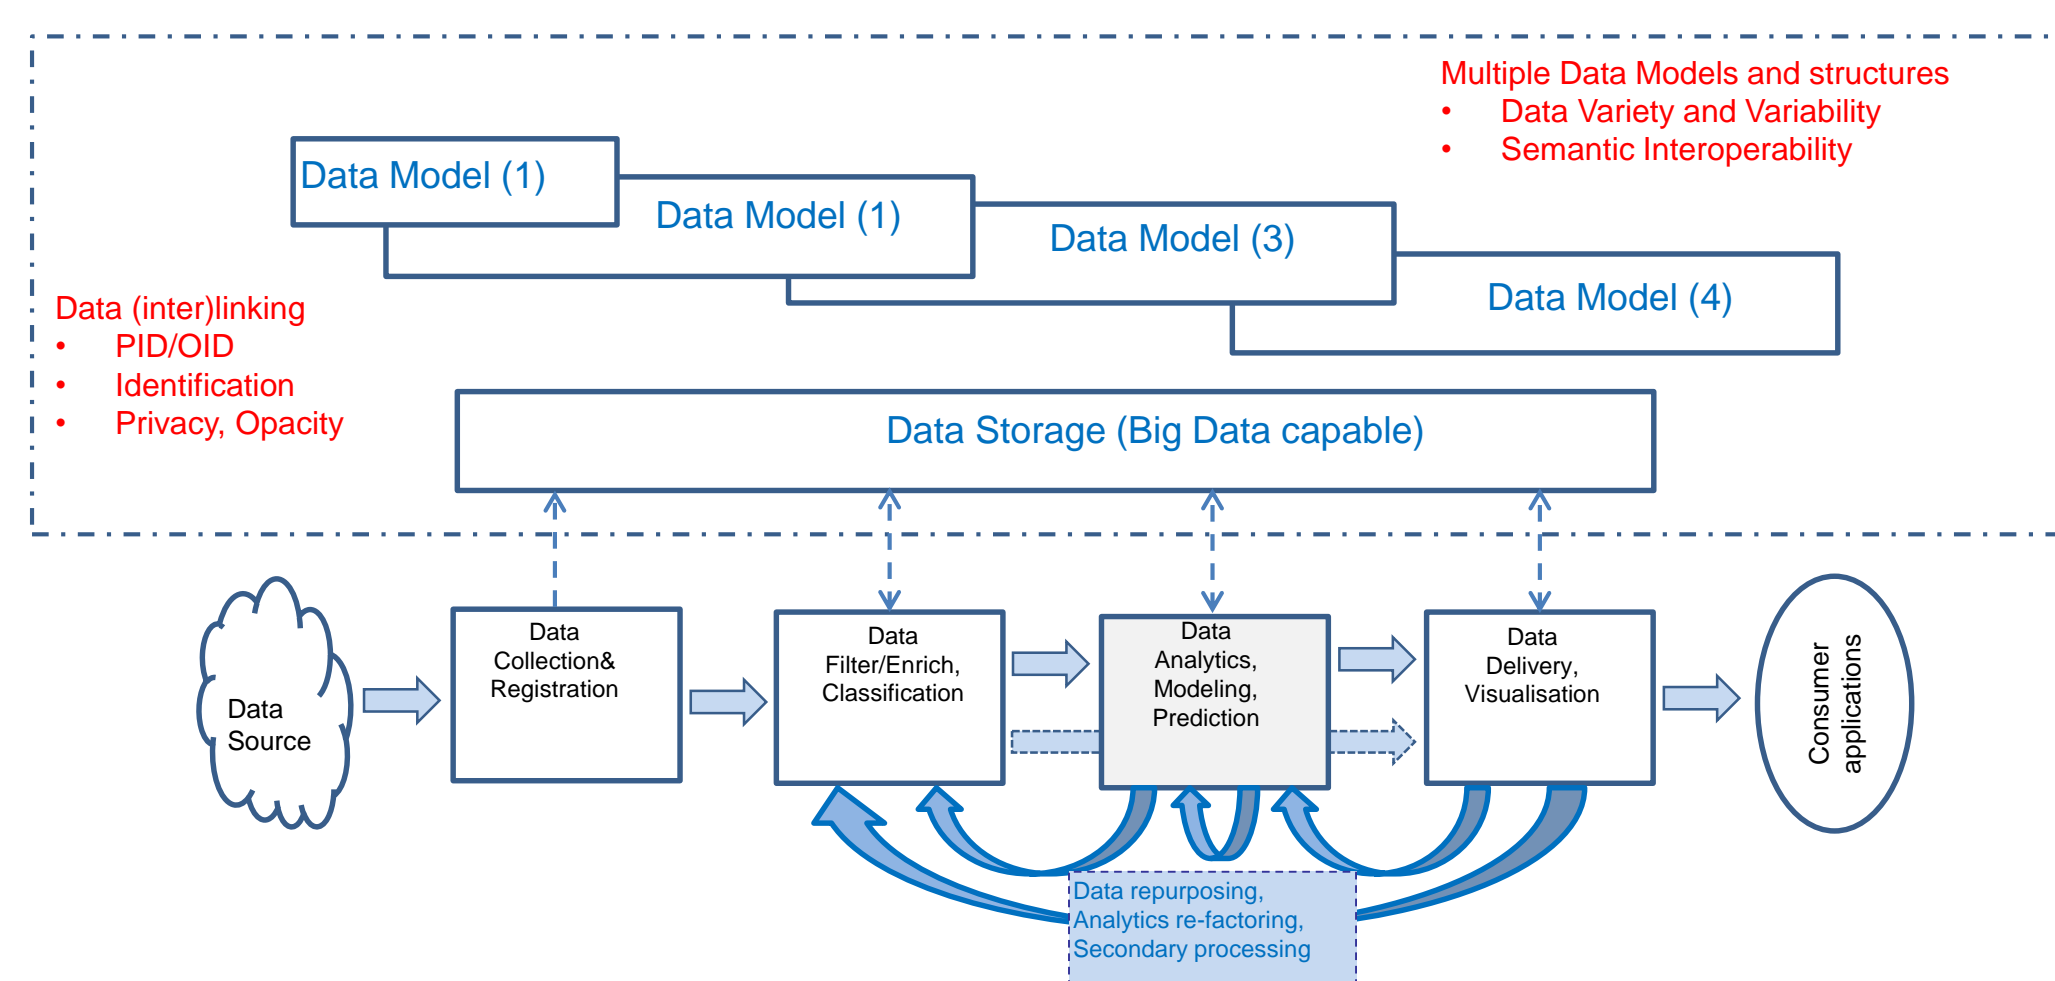 Multiple Data Models and structures
• Data Variety and Variability
• Semantic Interoperability
Data Model (1)
Data Model (1)
Data Model (3)
Data Model (4)
Data (inter)linking
• PID/OID
• Identification
• Privacy, Opacity
Data Storage (Big Data capable)
Data
Source
Data
Collection&
Registration
Data
Filter/Enrich,
Classification
Data
Analytics,
Modeling,
Prediction
Data
Delivery,
Visualisation
Consumer
applications
Data repurposing,
Analytics re-factoring,
Secondary processing